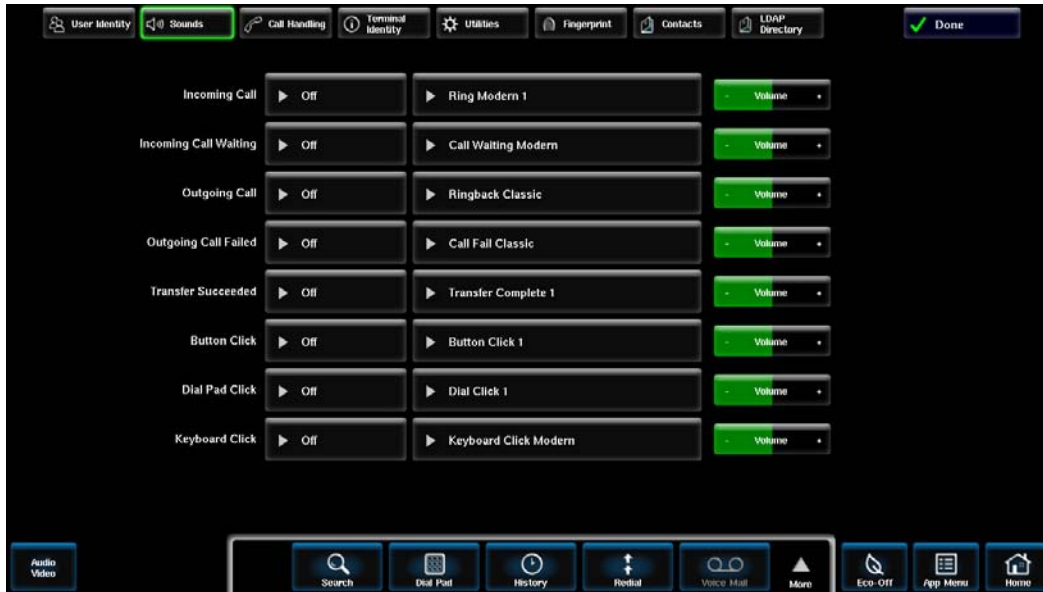 User Identity
Sounds
Call Handling
Terminal
Identity
Utilities
Fingerprint
Contacts
LDAP
Directory
Done
Incoming Call Off Ring Modern 1 - Volume +
Incoming Call Waiting Off Call Waiting Modern - Volume +
Outgoing Call Off Ringback Classic - Volume +
Outgoing Call Failed Off Call Fail Classic - Volume +
Transfer Succeeded Off Transfer Complete 1 - Volume +
Button Click Off Button Click 1 - Volume +
Dial Pad Click Off Dial Click 1 - Volume +
Keyboard Click Off Keyboard Click Modern - Volume +
Audio
Video
Search
Dial Pad
History
Redial
Voice Mail
More
Eco-Off
App Menu
Home